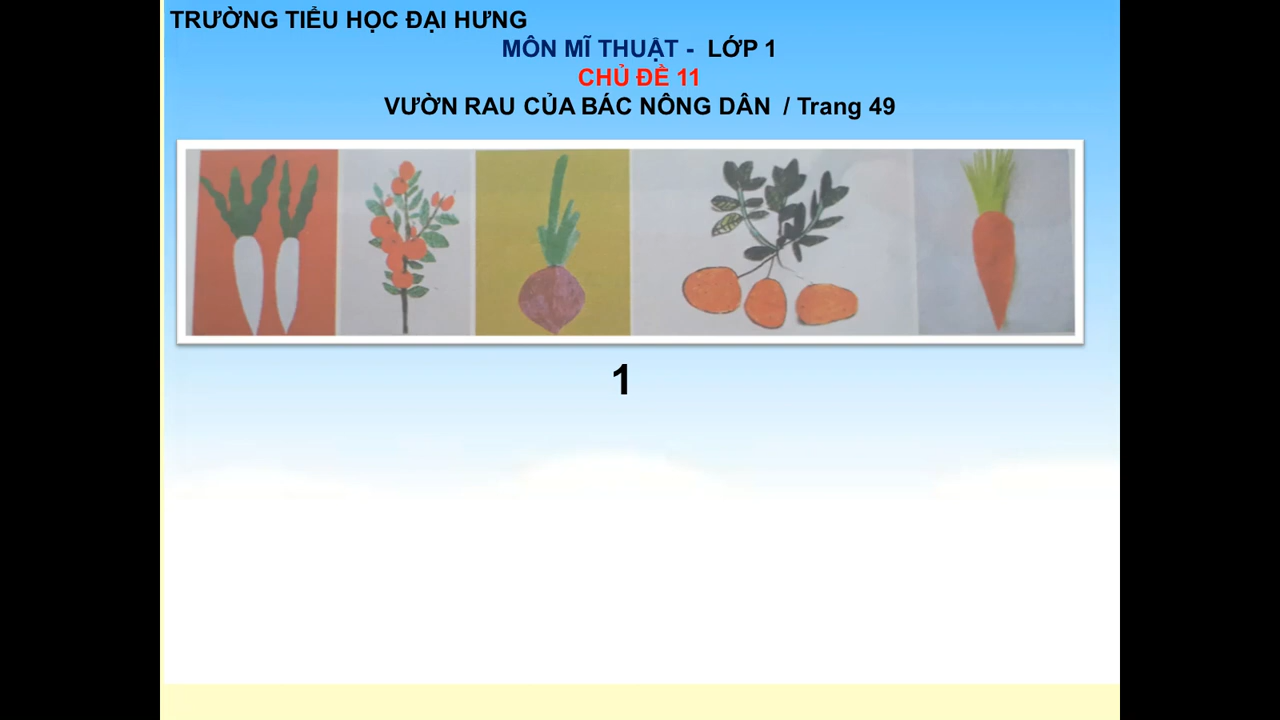 TRƯỜNG TIỂU HỌC ĐẠI HƯNG
MÔN MĨ THUẬT - LỚP 1
CHỦ ĐỀ 11
VƯỜN RAU CỦA BÁC NÔNG DÂN / Trang 49
1